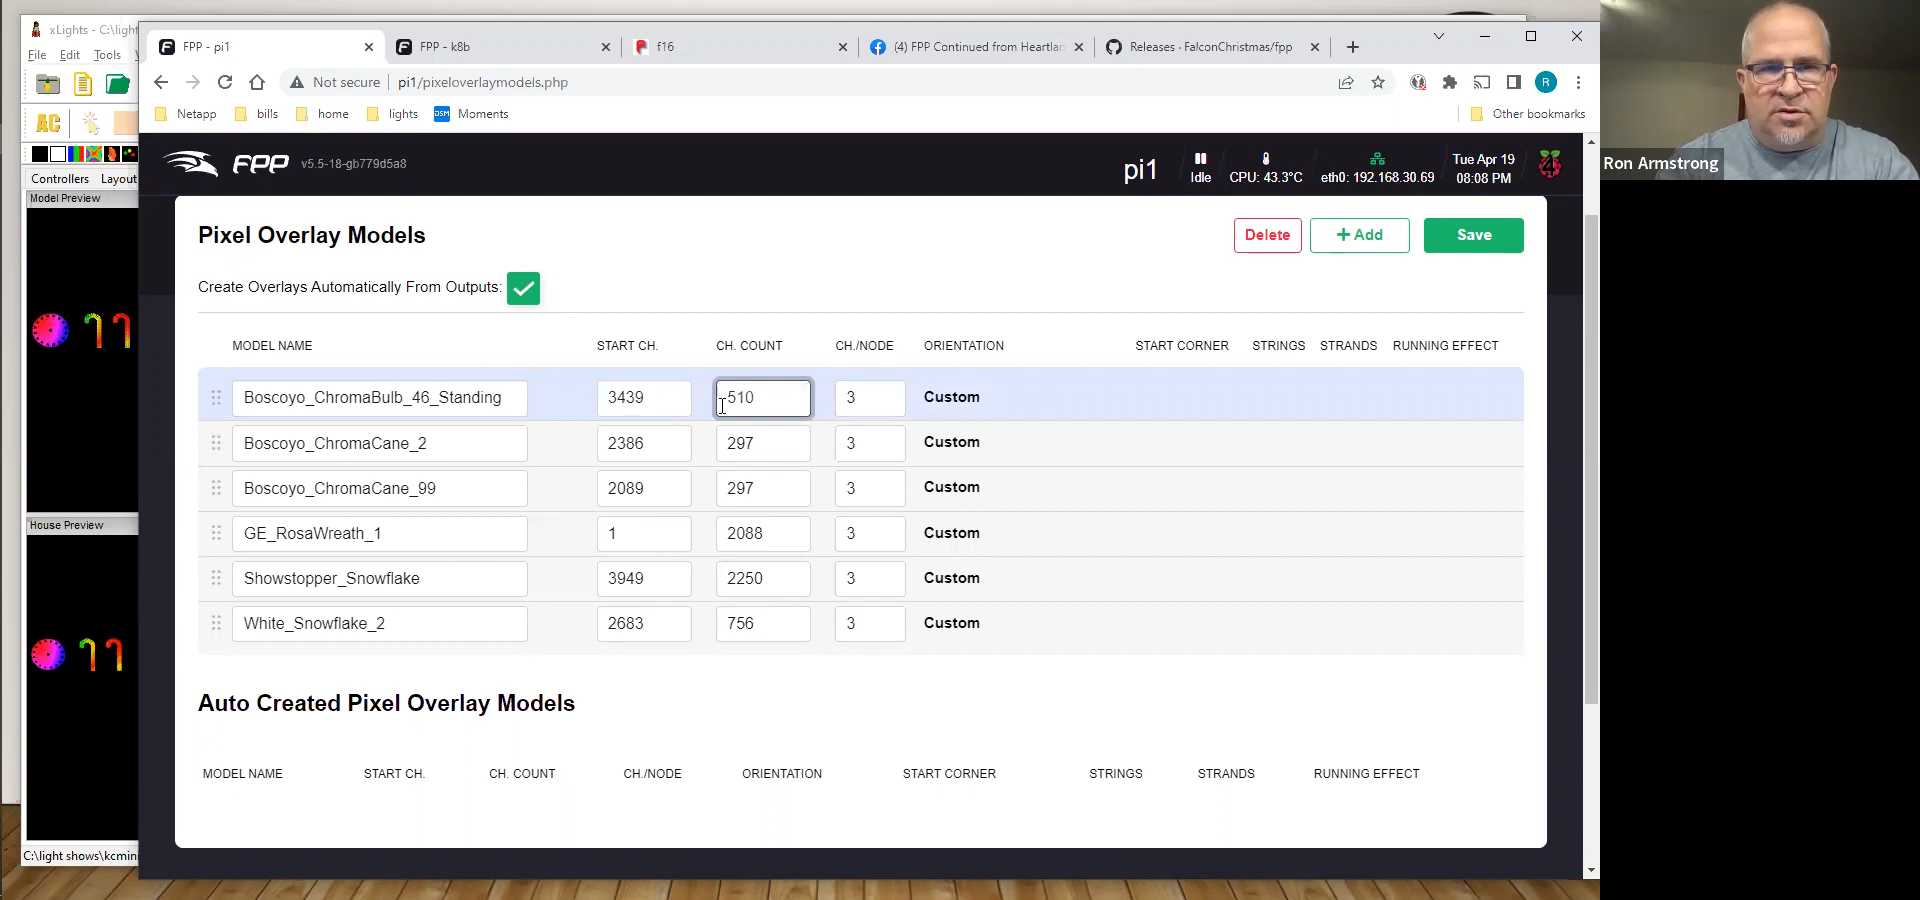 xLights - C:\light
File Edit Tools
AC
Controllers Layout
Model Preview
House Preview
C:\light shows\kcmini
FPP - pi1
FPP - k8b
f16
(4) FPP Continued from Heartlan
Releases · FalconChristmas/fpp
Not secure pi1/pixeloverlaymodels.php
R
Netapp bills home lights DSM Moments Other bookmarks
FPP v5.5-18-gb779d5a8
pi1 Idle CPU: 43.3°C eth0: 192.168.30.69 Tue Apr 19 08:08 PM
Pixel Overlay Models
Delete + Add Save
Create Overlays Automatically From Outputs:
MODEL NAME START CH. CH. COUNT CH./NODE ORIENTATION START CORNER STRINGS STRANDS RUNNING EFFECT
Boscoyo_ChromaBulb_46_Standing 3439 510 3 Custom
Boscoyo_ChromaCane_2 2386 297 3 Custom
Boscoyo_ChromaCane_99 2089 297 3 Custom
GE_RosaWreath_1 1 2088 3 Custom
Showstopper_Snowflake 3949 2250 3 Custom
White_Snowflake_2 2683 756 3 Custom
Auto Created Pixel Overlay Models
MODEL NAME START CH. CH. COUNT CH./NODE ORIENTATION START CORNER STRINGS STRANDS RUNNING EFFECT
Ron Armstrong